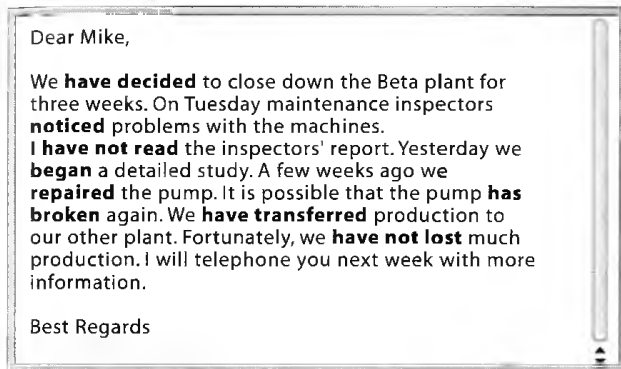 Dear Mike,
We have decided to close down the Beta plant for
three weeks. On Tuesday maintenance inspectors
noticed problems with the machines.
I have not read the inspectors' report. Yesterday we
began a detailed study. A few weeks ago we
repaired the pump. It is possible that the pump has
broken again. We have transferred production to
our other plant. Fortunately, we have not lost much
production. I will telephone you next week with more
information.
Best Regards